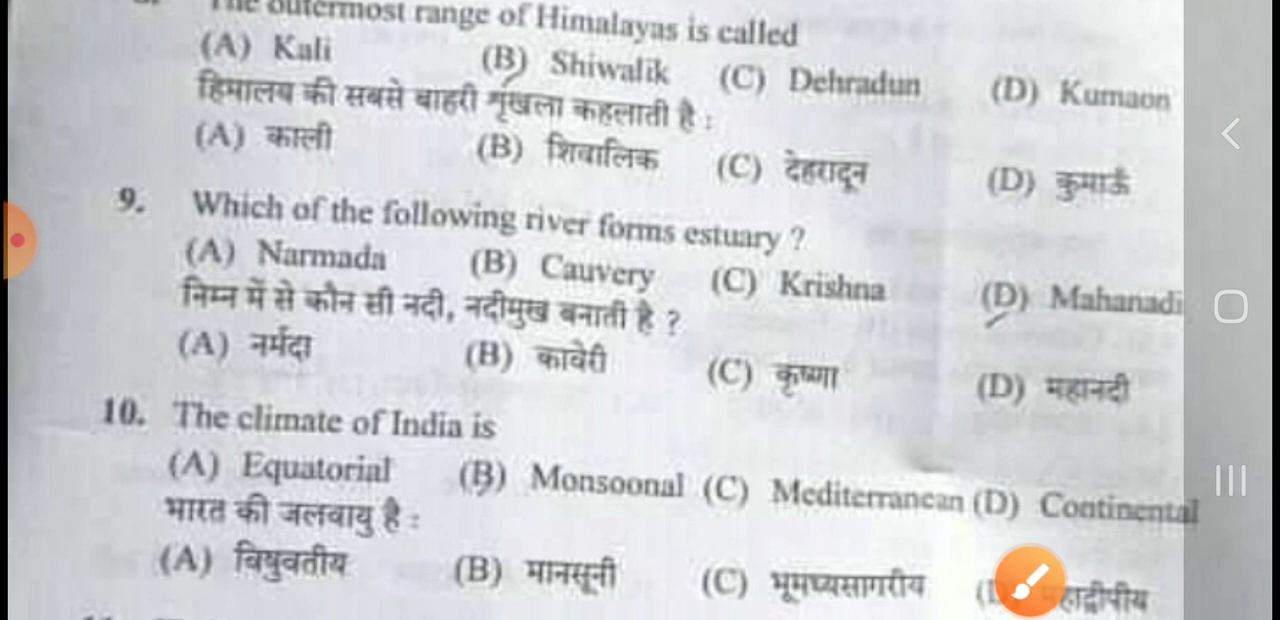 The outermost range of Himalayas is called
(A) Kali (B) Shiwalik (C) Dehradun (D) Kumaon
हिमालय की सबसे बाहरी शृंखला कहलाती है :
(A) काली (B) शिवालिक (C) देहरादून (D) कुमाऊँ
9. Which of the following river forms estuary ?
(A) Narmada (B) Cauvery (C) Krishna (D) Mahanadi
निम्न में से कौन सी नदी, नदीमुख बनाती है ?
(A) नर्मदा (B) कावेरी (C) कृष्णा (D) महानदी
10. The climate of India is
(A) Equatorial (B) Monsoonal (C) Mediterranean (D) Continental
भारत की जलवायु है :
(A) विषुवतीय (B) मानसूनी (C) भूमध्यसागरीय (D) महाद्वीपीय